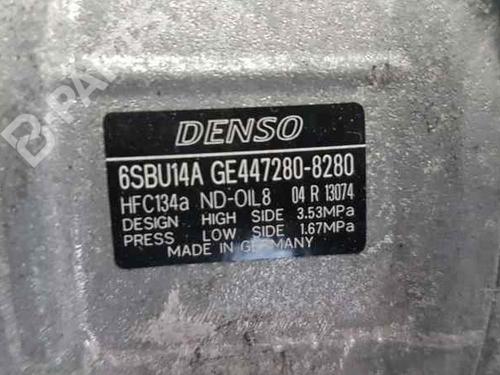 B-PARTS
DENSO
6SBU14A GE447280-8280
HFC134a ND-OIL8 04 R 13074
DESIGN HIGH SIDE 3.53MPa
PRESS LOW SIDE 1.67MPa
MADE IN GERMANY